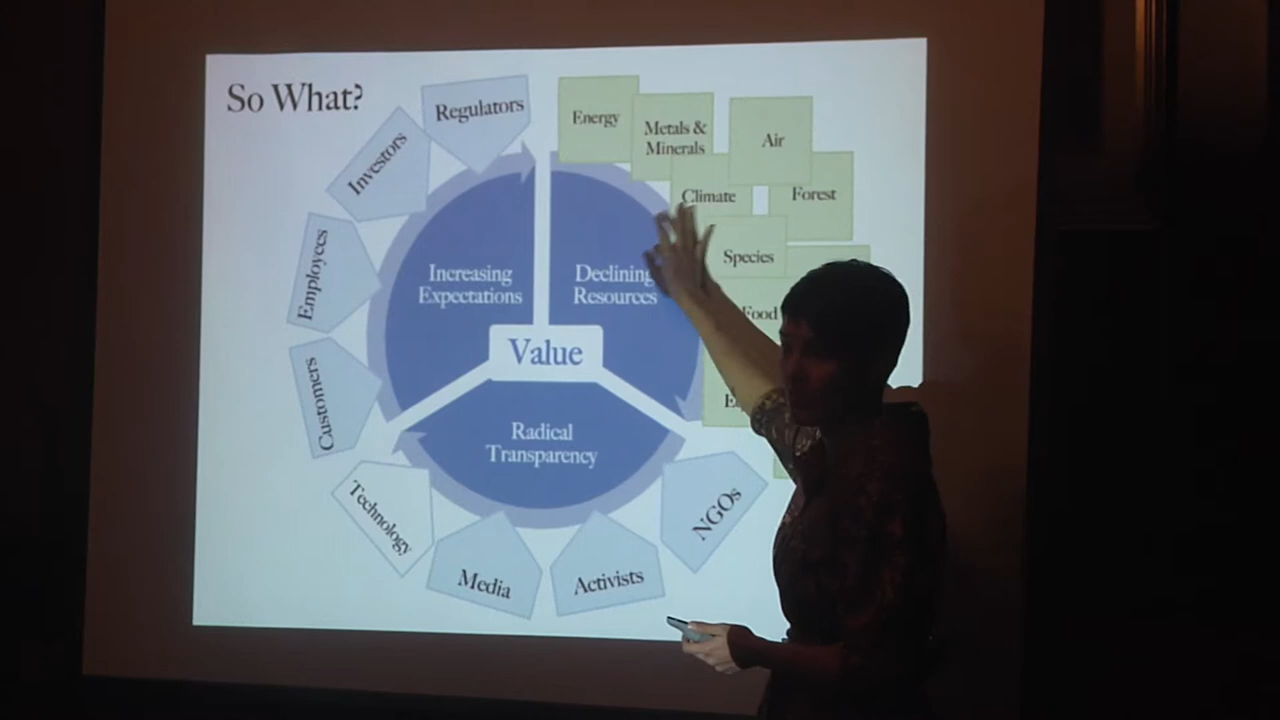 So What?
Regulators
Investors
Employees
Customers
Technology
Media
Activists
NGOs
Energy
Metals &
Minerals
Air
Climate
Forest
Species
Food
Increasing
Expectations
Declining
Resources
Value
Radical
Transparency